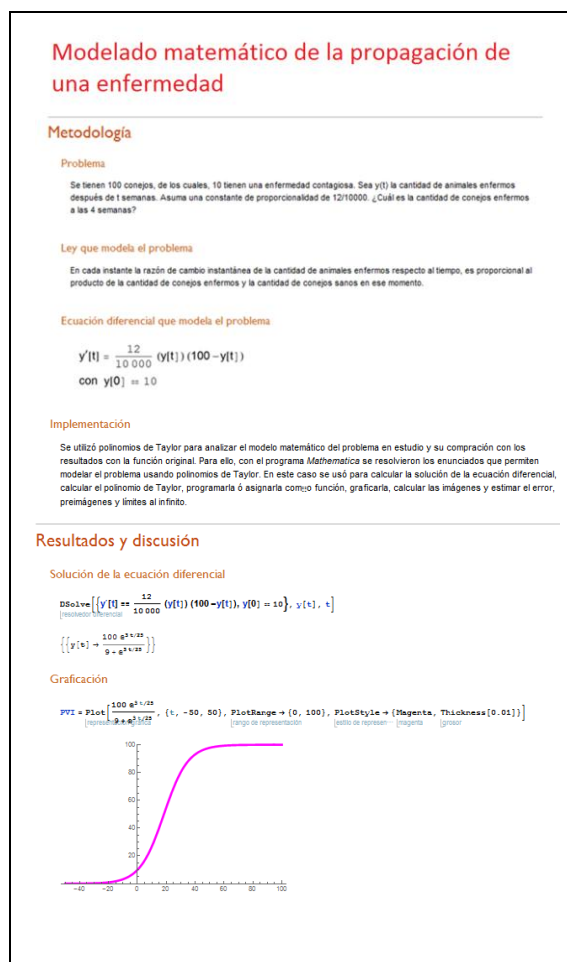 Modelado matemático de la propagación de
una enfermedad
Metodología
Problema
Se tienen 100 conejos, de los cuales, 10 tienen una enfermedad contagiosa. Sea y(t) la cantidad de animales enfermos
después de t semanas. Asuma una constante de proporcionalidad de 12/10000. ¿Cuál es la cantidad de conejos enfermos
a las 4 semanas?
Ley que modela el problema
En cada instante la razón de cambio instantánea de la cantidad de animales enfermos respecto al tiempo, es proporcional al
producto de la cantidad de conejos enfermos y la cantidad de conejos sanos en ese momento.
Ecuación diferencial que modela el problema
y'[t] = 12/10 000 (y[t]) (100 - y[t])
con y[0] == 10
Implementación
Se utilizó polinomios de Taylor para analizar el modelo matemático del problema en estudio y su compración con los
resultados con la función original. Para ello, con el programa Mathematica se resolvieron los enunciados que permiten
modelar el problema usando polinomios de Taylor. En este caso se usó para calcular la solución de la ecuación diferencial,
calcular el polinomio de Taylor, programarla ó asignarla como función, graficarla, calcular las imágenes y estimar el error,
preimágenes y límites al infinito.
Resultados y discusión
Solución de la ecuación diferencial
DSolve[{y'[t] == 12/10 000 (y[t]) (100 - y[t]), y[0] == 10}, y[t], t]
resolvedor diferencial
{{y[t] → 100 e^(3 t/25) / (9 + e^(3 t/25))}}
Graficación
PVI = Plot[100 e^(3 t/25) / (9 + e^(3 t/25)), {t, -50, 50}, PlotRange → {0, 100}, PlotStyle → {Magenta, Thickness[0.01]}]
representación gráfica rango de representación estilo de represen··· magenta grosor
100
80
60
40
20
-40 -20 0 20 40 60 80 100